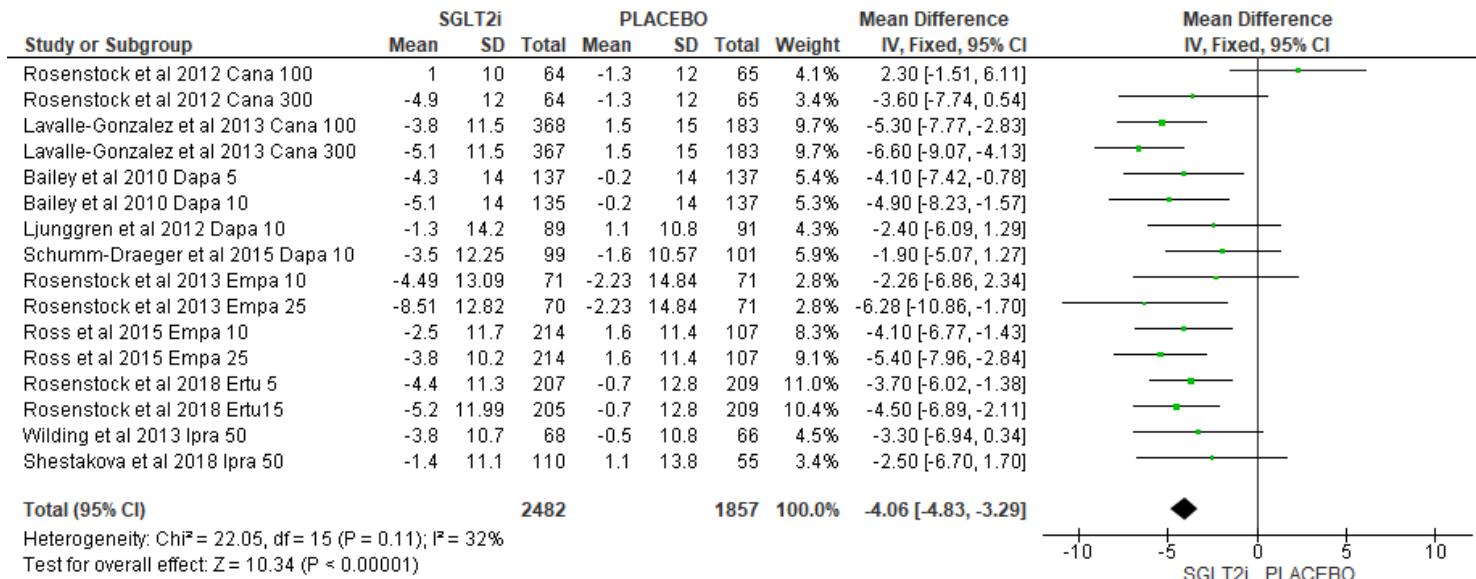 SGLT2i PLACEBO Mean Difference Mean Difference
Study or Subgroup Mean SD Total Mean SD Total Weight IV, Fixed, 95% CI IV, Fixed, 95% CI
Rosenstock et al 2012 Cana 100 1 10 64 -1.3 12 65 4.1% 2.30 [-1.51, 6.11]
Rosenstock et al 2012 Cana 300 -4.9 12 64 -1.3 12 65 3.4% -3.60 [-7.74, 0.54]
Lavalle-Gonzalez et al 2013 Cana 100 -3.8 11.5 368 1.5 15 183 9.7% -5.30 [-7.77, -2.83]
Lavalle-Gonzalez et al 2013 Cana 300 -5.1 11.5 367 1.5 15 183 9.7% -6.60 [-9.07, -4.13]
Bailey et al 2010 Dapa 5 -4.3 14 137 -0.2 14 137 5.4% -4.10 [-7.42, -0.78]
Bailey et al 2010 Dapa 10 -5.1 14 135 -0.2 14 137 5.3% -4.90 [-8.23, -1.57]
Ljunggren et al 2012 Dapa 10 -1.3 14.2 89 1.1 10.8 91 4.3% -2.40 [-6.09, 1.29]
Schumm-Draeger et al 2015 Dapa 10 -3.5 12.25 99 -1.6 10.57 101 5.9% -1.90 [-5.07, 1.27]
Rosenstock et al 2013 Empa 10 -4.49 13.09 71 -2.23 14.84 71 2.8% -2.26 [-6.86, 2.34]
Rosenstock et al 2013 Empa 25 -8.51 12.82 70 -2.23 14.84 71 2.8% -6.28 [-10.86, -1.70]
Ross et al 2015 Empa 10 -2.5 11.7 214 1.6 11.4 107 8.3% -4.10 [-6.77, -1.43]
Ross et al 2015 Empa 25 -3.8 10.2 214 1.6 11.4 107 9.1% -5.40 [-7.96, -2.84]
Rosenstock et al 2018 Ertu 5 -4.4 11.3 207 -0.7 12.8 209 11.0% -3.70 [-6.02, -1.38]
Rosenstock et al 2018 Ertu15 -5.2 11.99 205 -0.7 12.8 209 10.4% -4.50 [-6.89, -2.11]
Wilding et al 2013 Ipra 50 -3.8 10.7 68 -0.5 10.8 66 4.5% -3.30 [-6.94, 0.34]
Shestakova et al 2018 Ipra 50 -1.4 11.1 110 1.1 13.8 55 3.4% -2.50 [-6.70, 1.70]
Total (95% CI) 2482 1857 100.0% -4.06 [-4.83, -3.29]
Heterogeneity: Chi² = 22.05, df = 15 (P = 0.11); I² = 32%
Test for overall effect: Z = 10.34 (P < 0.00001)
-10 -5 0 5 10
SGLT2i PLACEBO